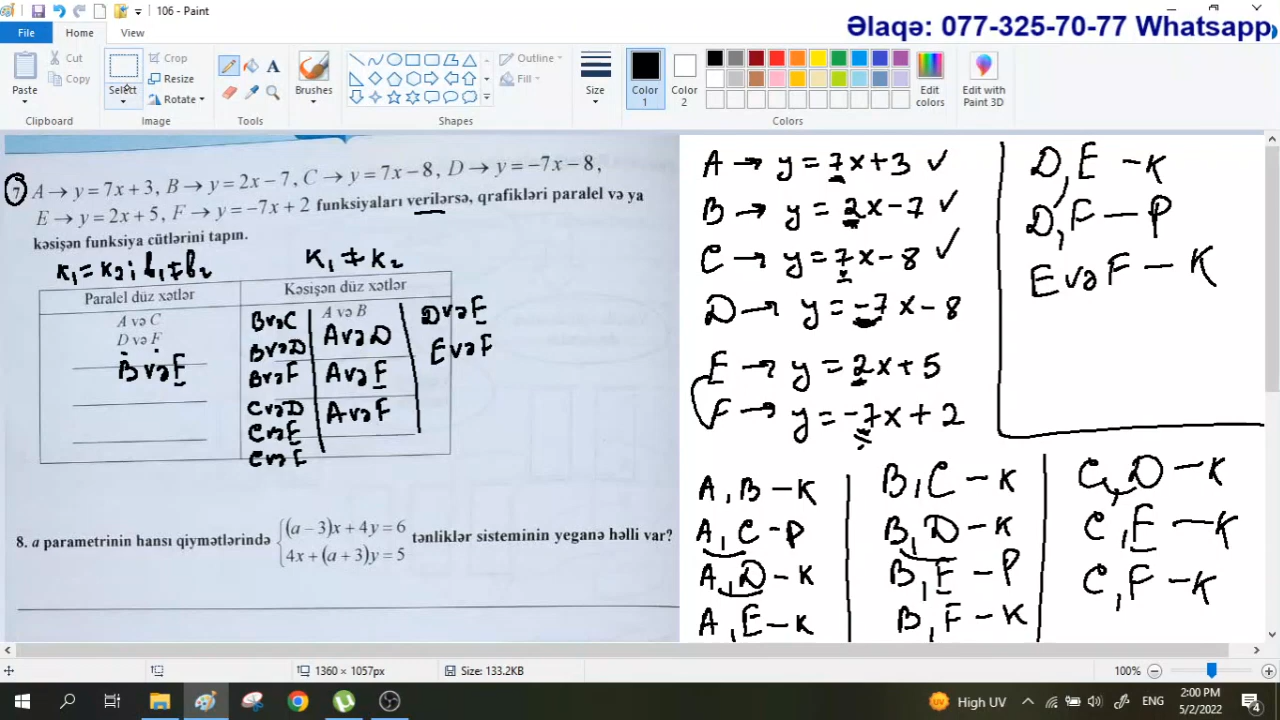 106 - Paint
Əlaqə: 077-325-70-77 Whatsapp
File Home View
Paste
Cut
Copy
Clipboard
Select
Crop
Resize
Rotate
Image
Tools
Brushes
Shapes
Outline
Fill
Size
Color 1
Color 2
Edit colors
Edit with Paint 3D
Colors
7 A → y = 7x + 3, B → y = 2x − 7, C → y = 7x − 8, D → y = −7x − 8,
E → y = 2x + 5, F → y = −7x + 2 funksiyaları verilərsə, qrafikləri paralel və ya
kəsişən funksiya cütlərini tapın.
K₁ = K₂ ; b₁ ≠ b₂
K₁ ≠ K₂
Paralel düz xətlər
Kəsişən düz xətlər
A və C
D və F
B və E
B və C
B və D
B və F
C və D
C və E
C və F
A və B
A və D
A və E
A və F
D və E
E və F
8. a parametrinin hansı qiymətlərində {(a − 3)x + 4y = 6
4x + (a + 3)y = 5 tənliklər sisteminin yeganə həlli var?
A → y = 7x + 3 ✓
B → y = 2x − 7 ✓
C → y = 7x − 8 ✓
D → y = −7x − 8
E → y = 2x + 5
F → y = −7x + 2
D, E − K
D, F − P
E və F − K
A, B − K
A, C − P
A, D − K
A, E − K
B, C − K
B, D − K
B, E − P
B, F − K
C, D − K
C, E − K
C, F − K
1360 × 1057px
Size: 133.2KB
100%
High UV
ENG
2:00 PM
5/2/2022
4